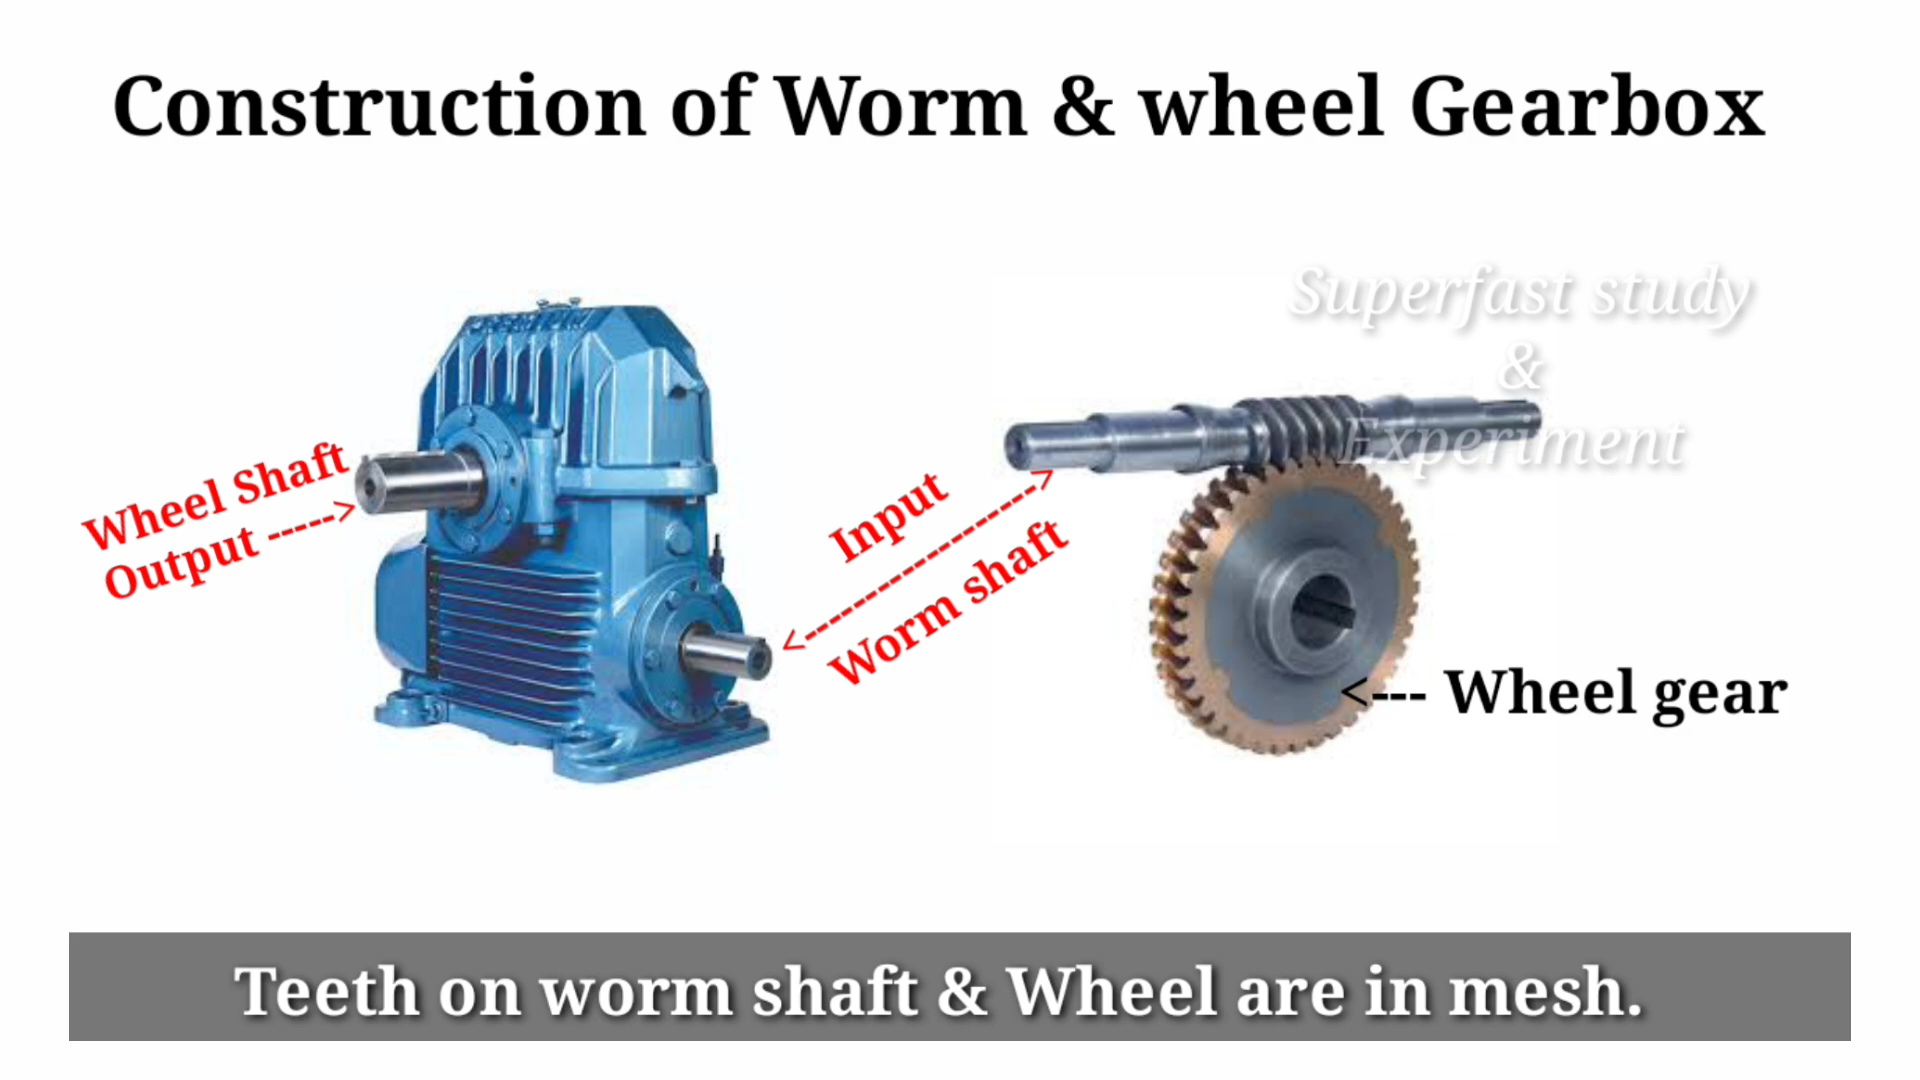 Construction of Worm & wheel Gearbox
Superfast study
&
Experiment
Wheel Shaft
Output ----->
Input
<--------------->
Worm shaft
<--- Wheel gear
Teeth on worm shaft & Wheel are in mesh.